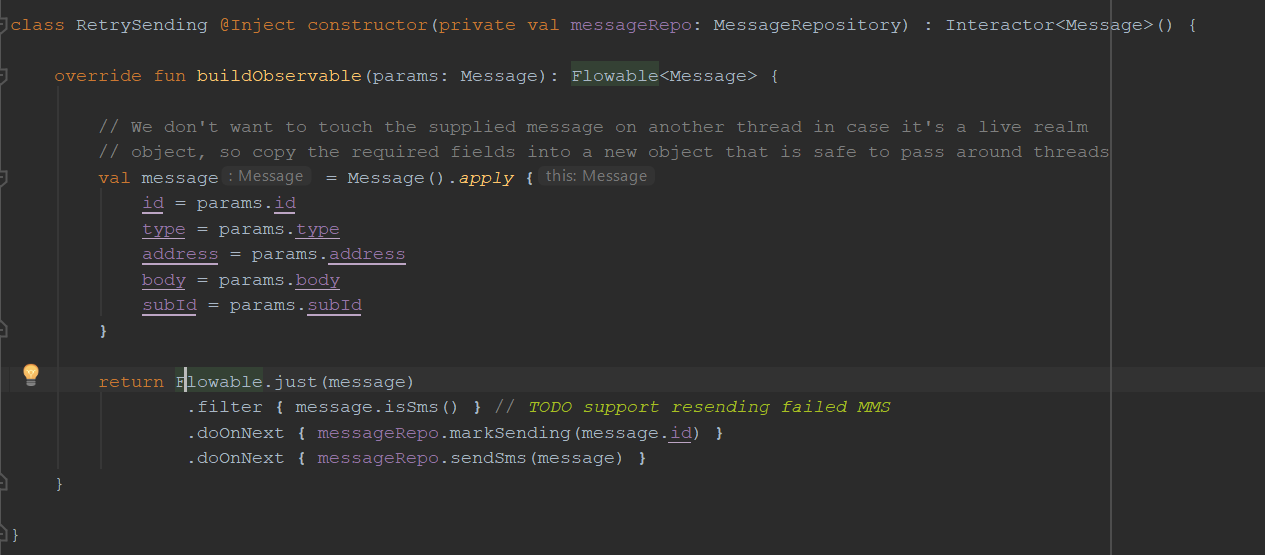 class RetrySending @Inject constructor(private val messageRepo: MessageRepository) : Interactor<Message>() {
override fun buildObservable(params: Message): Flowable<Message> {
// We don't want to touch the supplied message on another thread in case it's a live realm
// object, so copy the required fields into a new object that is safe to pass around threads
val message : Message = Message().apply { this: Message
id = params.id
type = params.type
address = params.address
body = params.body
subId = params.subId
}
return Flowable.just(message)
.filter { message.isSms() } // TODO support resending failed MMS
.doOnNext { messageRepo.markSending(message.id) }
.doOnNext { messageRepo.sendSms(message) }
}
}